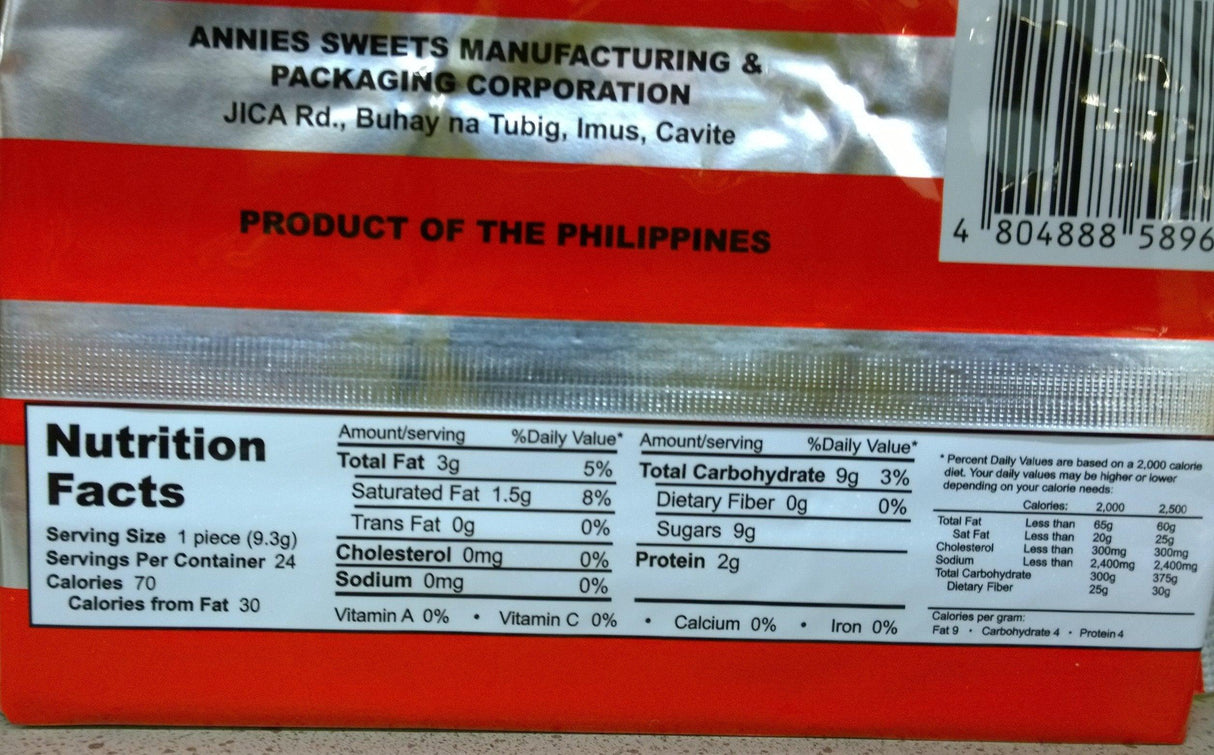 ANNIES SWEETS MANUFACTURING &
PACKAGING CORPORATION
JICA Rd., Buhay na Tubig, Imus, Cavite
PRODUCT OF THE PHILIPPINES
4 804888 5896
Nutrition
Facts
Serving Size 1 piece (9.3g)
Servings Per Container 24
Calories 70
Calories from Fat 30
Amount/serving %Daily Value*
Total Fat 3g 5%
Saturated Fat 1.5g 8%
Trans Fat 0g 0%
Cholesterol 0mg 0%
Sodium 0mg 0%
Amount/serving %Daily Value*
Total Carbohydrate 9g 3%
Dietary Fiber 0g 0%
Sugars 9g
Protein 2g
Vitamin A 0% • Vitamin C 0% • Calcium 0% • Iron 0%
* Percent Daily Values are based on a 2,000 calorie
diet. Your daily values may be higher or lower
depending on your calorie needs:
Calories: 2,000 2,500
Total Fat Less than 65g 60g
Sat Fat Less than 20g 25g
Cholesterol Less than 300mg 300mg
Sodium Less than 2,400mg 2,400mg
Total Carbohydrate 300g 375g
Dietary Fiber 25g 30g
Calories per gram:
Fat 9 • Carbohydrate 4 • Protein 4